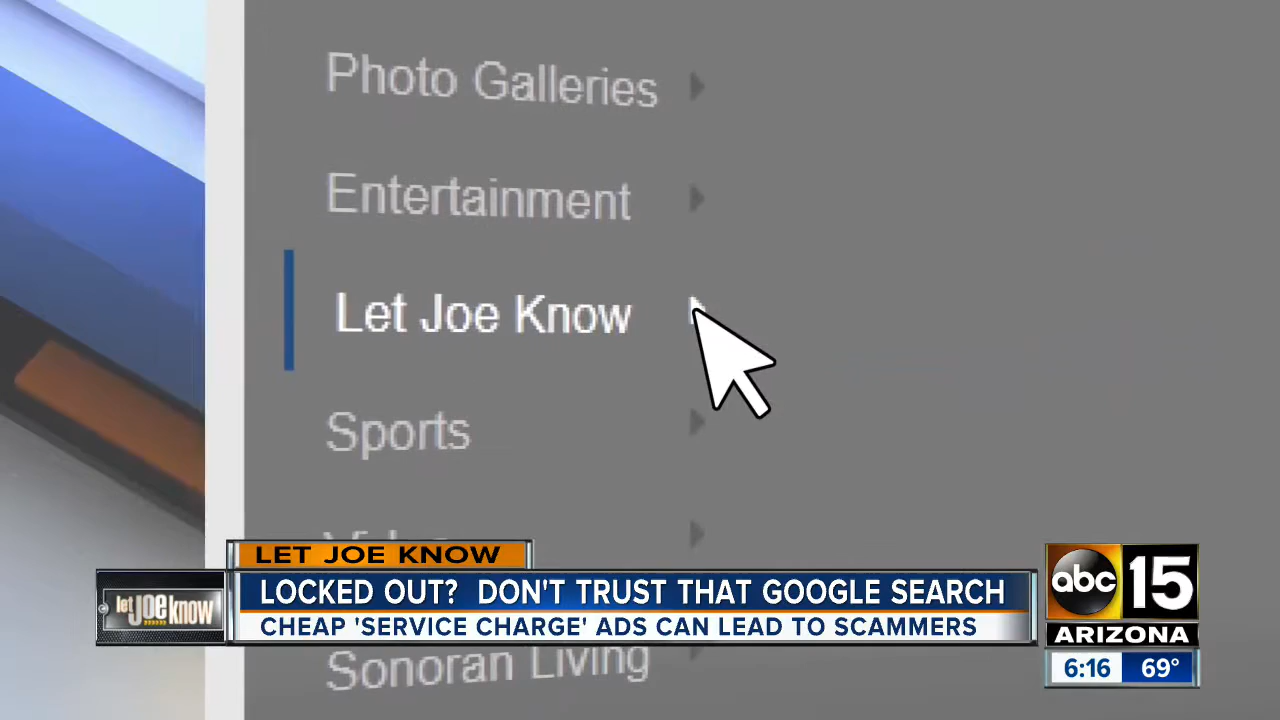 Photo Galleries
Entertainment
Let Joe Know
Sports
LET JOE KNOW
let JOE know
LOCKED OUT? DON'T TRUST THAT GOOGLE SEARCH
CHEAP 'SERVICE CHARGE' ADS CAN LEAD TO SCAMMERS
Sonoran Living
abc 15
ARIZONA
6:16 69°